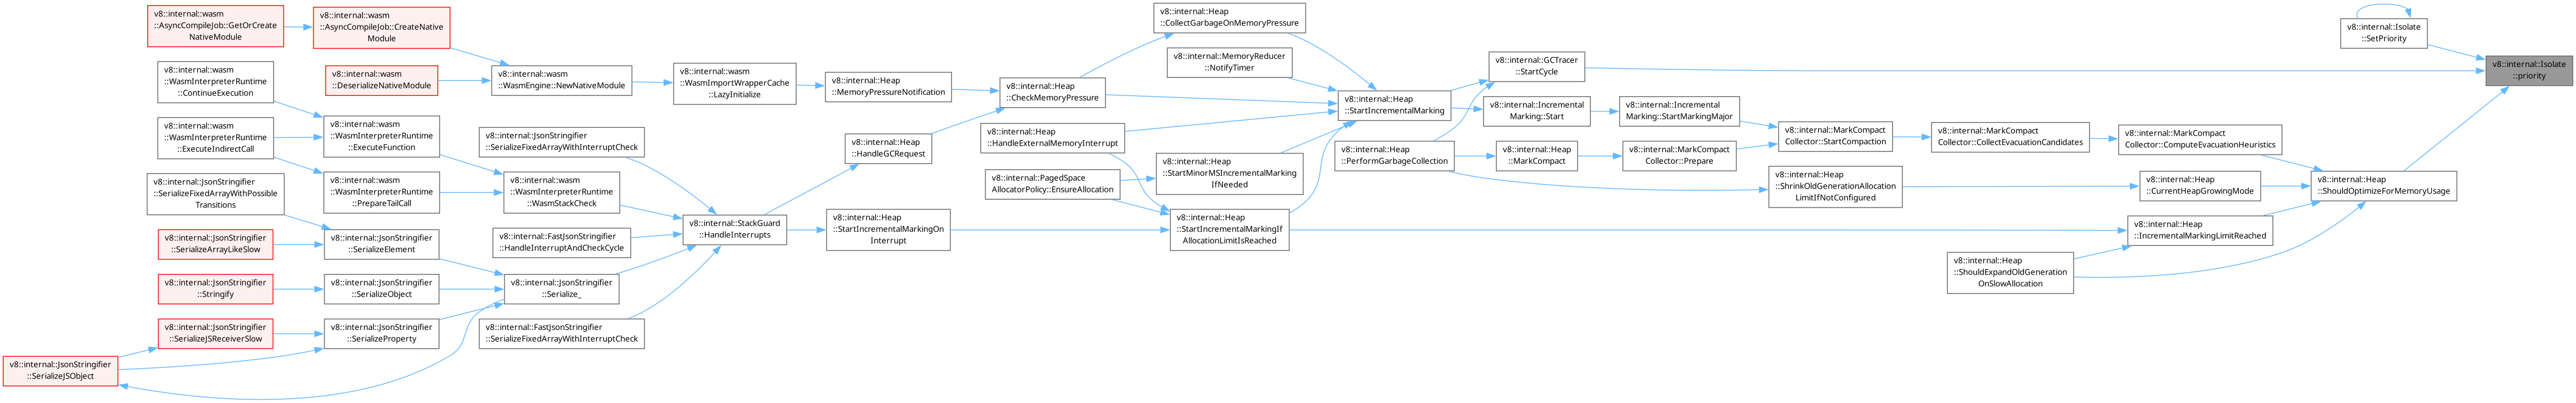 v8::internal::wasm
::AsyncCompileJob::GetOrCreate
NativeModule
v8::internal::wasm
::AsyncCompileJob::CreateNative
Module
v8::internal::wasm
::WasmInterpreterRuntime
::ContinueExecution
v8::internal::wasm
::DeserializeNativeModule
v8::internal::wasm
::WasmEngine::NewNativeModule
v8::internal::wasm
::WasmImportWrapperCache
::LazyInitialize
v8::internal::Heap
::MemoryPressureNotification
v8::internal::Heap
::CheckMemoryPressure
v8::internal::Heap
::CollectGarbageOnMemoryPressure
v8::internal::MemoryReducer
::NotifyTimer
v8::internal::Heap
::StartIncrementalMarking
v8::internal::GCTracer
::StartCycle
v8::internal::Isolate
::SetPriority
v8::internal::Isolate
::priority
v8::internal::wasm
::WasmInterpreterRuntime
::ExecuteIndirectCall
v8::internal::wasm
::WasmInterpreterRuntime
::ExecuteFunction
v8::internal::JsonStringifier
::SerializeFixedArrayWithInterruptCheck
v8::internal::Heap
::HandleGCRequest
v8::internal::Heap
::HandleExternalMemoryInterrupt
v8::internal::Incremental
Marking::Start
v8::internal::Incremental
Marking::StartMarkingMajor
v8::internal::Heap
::PerformGarbageCollection
v8::internal::Heap
::MarkCompact
v8::internal::MarkCompact
Collector::Prepare
v8::internal::MarkCompact
Collector::StartCompaction
v8::internal::MarkCompact
Collector::CollectEvacuationCandidates
v8::internal::MarkCompact
Collector::ComputeEvacuationHeuristics
v8::internal::JsonStringifier
::SerializeFixedArrayWithPossible
Transitions
v8::internal::wasm
::WasmInterpreterRuntime
::PrepareTailCall
v8::internal::wasm
::WasmInterpreterRuntime
::WasmStackCheck
v8::internal::PagedSpace
AllocatorPolicy::EnsureAllocation
v8::internal::Heap
::StartMinorMSIncrementalMarking
IfNeeded
v8::internal::Heap
::ShrinkOldGenerationAllocation
LimitIfNotConfigured
v8::internal::Heap
::CurrentHeapGrowingMode
v8::internal::Heap
::ShouldOptimizeForMemoryUsage
v8::internal::JsonStringifier
::SerializeArrayLikeSlow
v8::internal::JsonStringifier
::SerializeElement
v8::internal::FastJsonStringifier
::HandleInterruptAndCheckCycle
v8::internal::StackGuard
::HandleInterrupts
v8::internal::Heap
::StartIncrementalMarkingOn
Interrupt
v8::internal::Heap
::StartIncrementalMarkingIf
AllocationLimitIsReached
v8::internal::Heap
::IncrementalMarkingLimitReached
v8::internal::Heap
::ShouldExpandOldGeneration
OnSlowAllocation
v8::internal::JsonStringifier
::Stringify
v8::internal::JsonStringifier
::SerializeObject
v8::internal::JsonStringifier
::Serialize_
v8::internal::JsonStringifier
::SerializeJSReceiverSlow
v8::internal::JsonStringifier
::SerializeProperty
v8::internal::FastJsonStringifier
::SerializeFixedArrayWithInterruptCheck
v8::internal::JsonStringifier
::SerializeJSObject